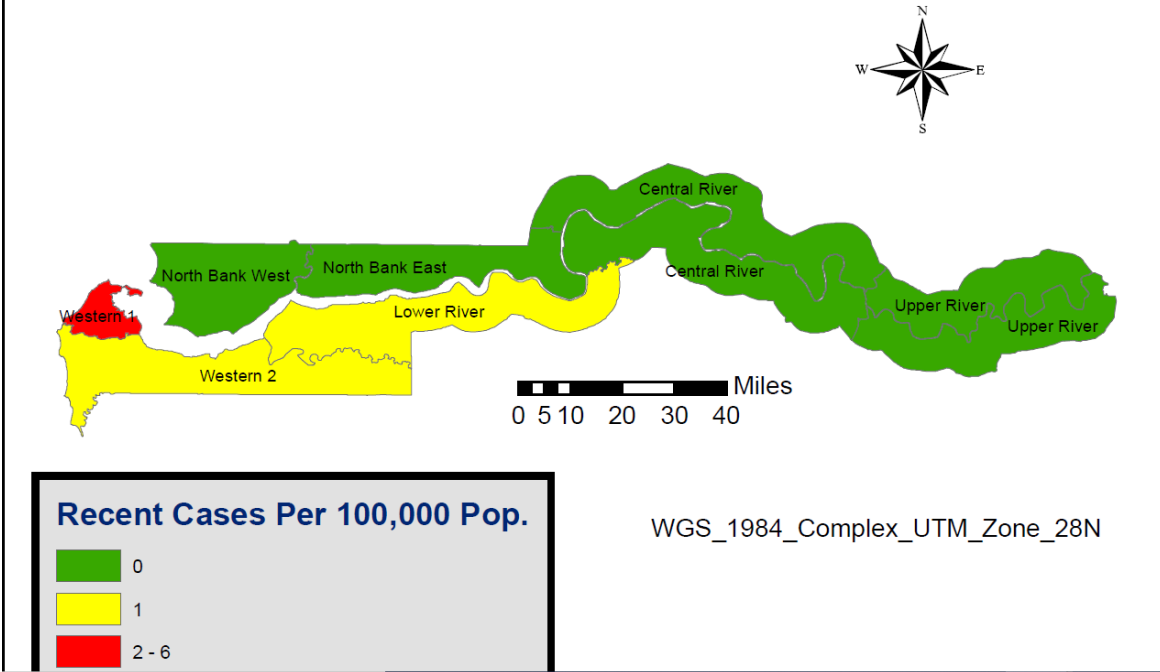 N
W E
S
Central River
North Bank West
North Bank East
Central River
Western 1
Lower River
Upper River
Upper River
Western 2
Miles
0 5 10 20 30 40
Recent Cases Per 100,000 Pop.
WGS_1984_Complex_UTM_Zone_28N
0
1
2 - 6